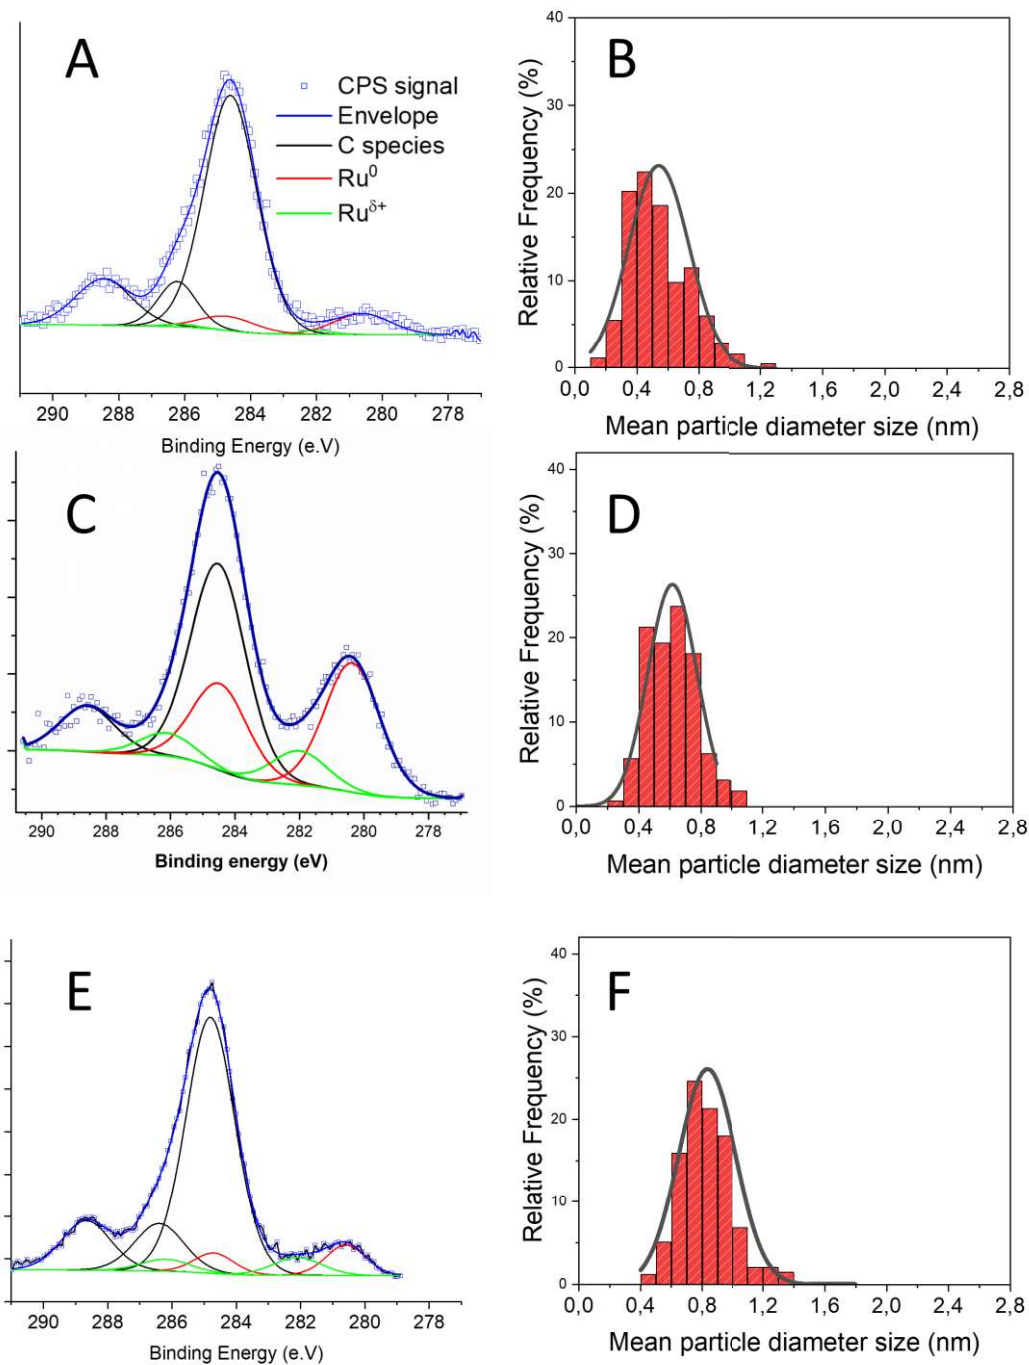 A
CPS signal
Envelope
C species
Ru⁰
Ruᵟ⁺
290 288 286 284 282 280 278
Binding Energy (e.V)
B
Relative Frequency (%)
40
30
20
10
0
0,0 0,4 0,8 1,2 1,6 2,0 2,4 2,8
Mean particle diameter size (nm)
C
290 288 286 284 282 280 278
Binding energy (eV)
D
Relative Frequency (%)
40
30
20
10
0
0,0 0,4 0,8 1,2 1,6 2,0 2,4 2,8
Mean particle diameter size (nm)
E
290 288 286 284 282 280 278
Binding Energy (e.V)
F
Relative Frequency (%)
40
30
20
10
0
0,0 0,4 0,8 1,2 1,6 2,0 2,4 2,8
Mean particle diameter size (nm)